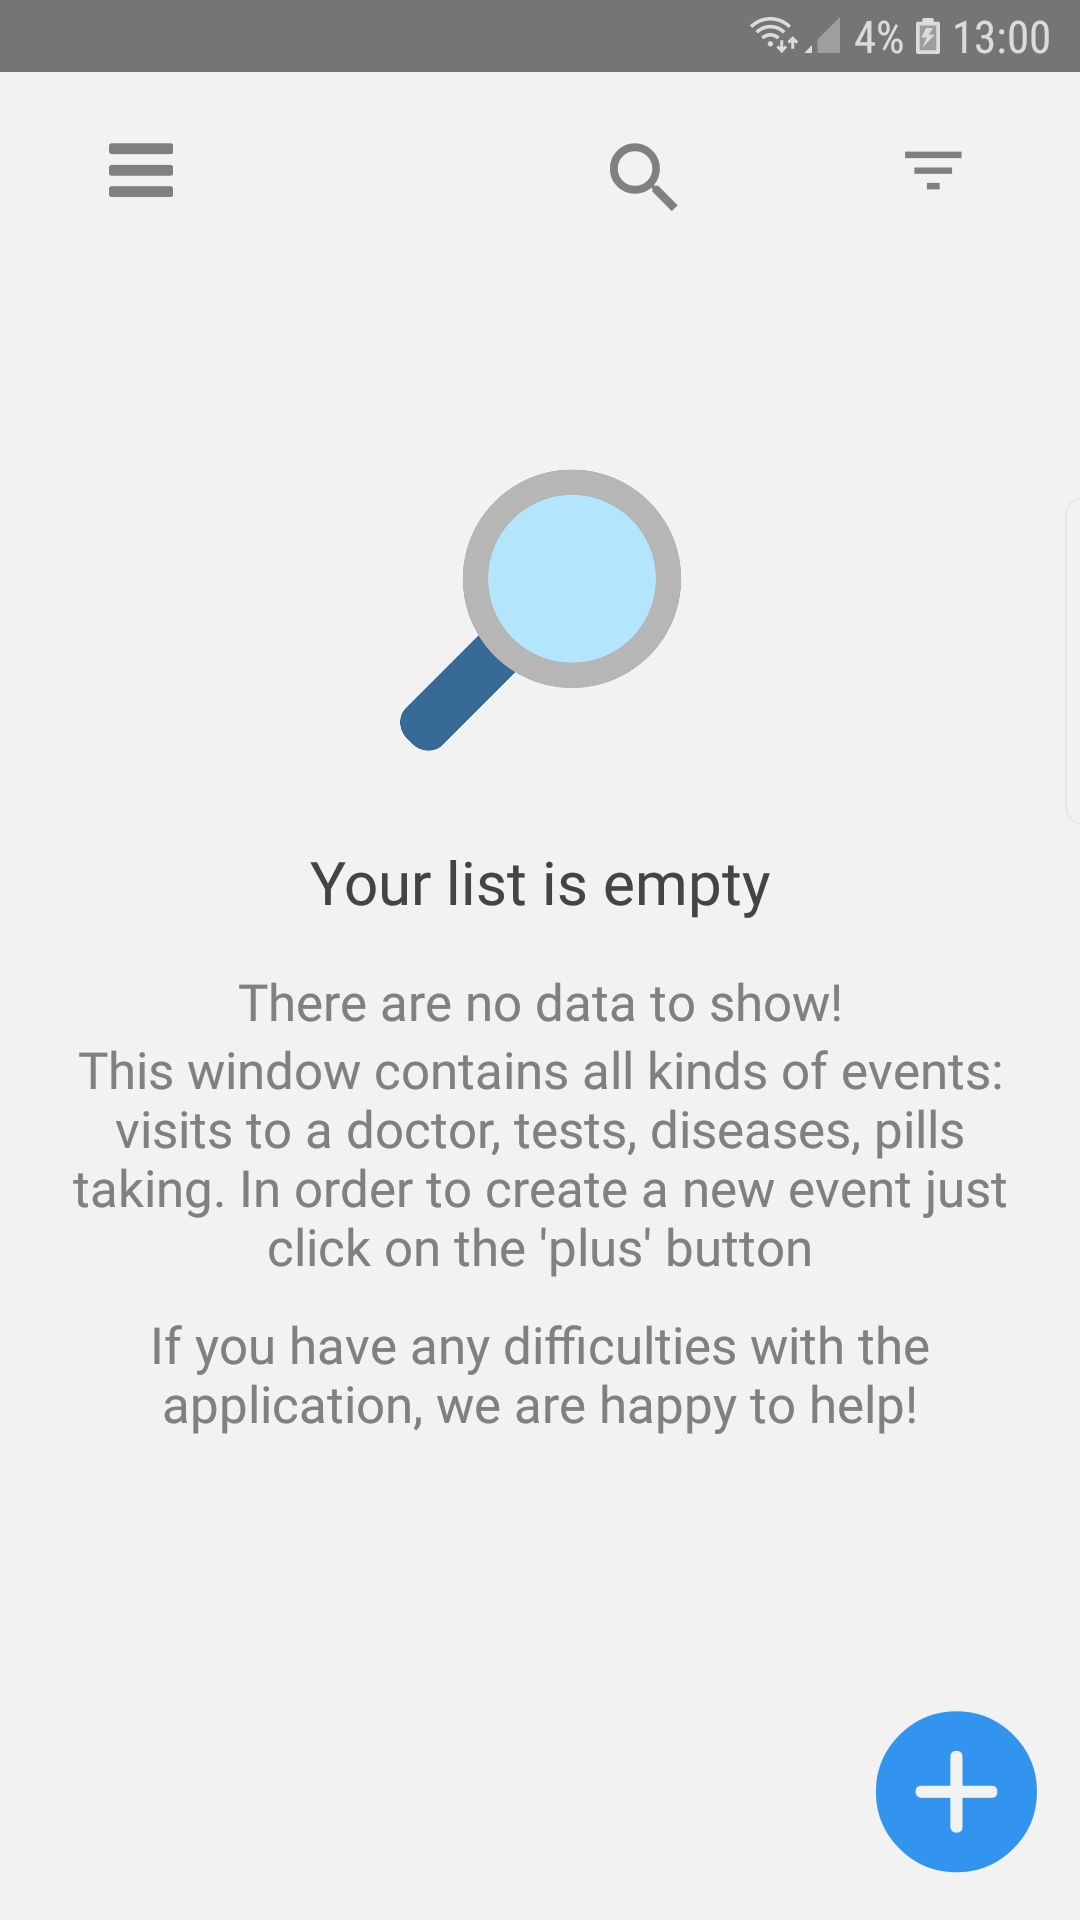 4% 13:00
Your list is empty
There are no data to show!
This window contains all kinds of events:
visits to a doctor, tests, diseases, pills
taking. In order to create a new event just
click on the 'plus' button
If you have any difficulties with the
application, we are happy to help!